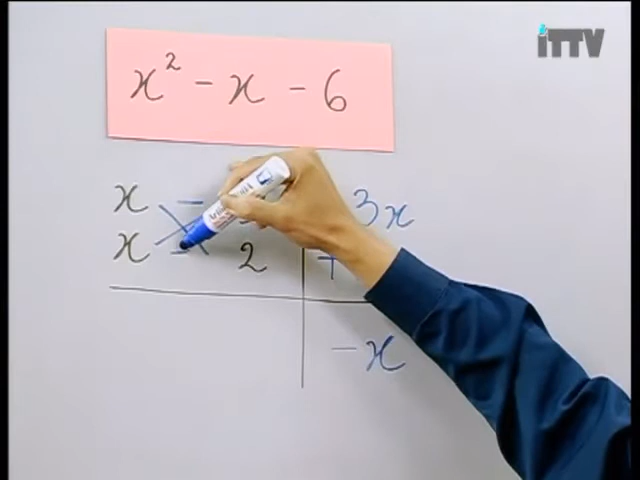 iTTV
x² - x - 6
x - 3x
x 2 +
- x